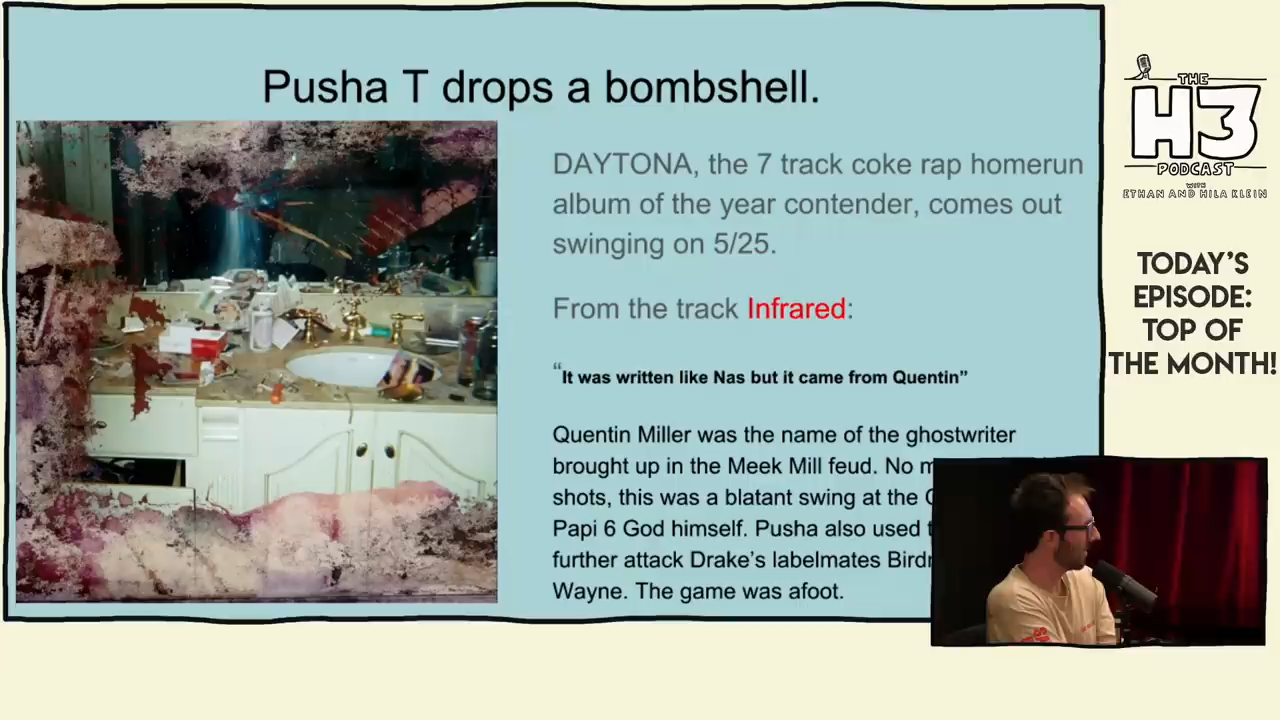 Pusha T drops a bombshell.
DAYTONA, the 7 track coke rap homerun
album of the year contender, comes out
swinging on 5/25.
From the track Infrared:
“It was written like Nas but it came from Quentin”
Quentin Miller was the name of the ghostwriter
brought up in the Meek Mill feud. No
shots, this was a blatant swing at the
Papi 6 God himself. Pusha also used
further attack Drake’s labelmates
Wayne. The game was afoot.
THE
H3
PODCAST
WITH
ETHAN AND HILA KLEIN
TODAY’S
EPISODE:
TOP OF
THE MONTH!